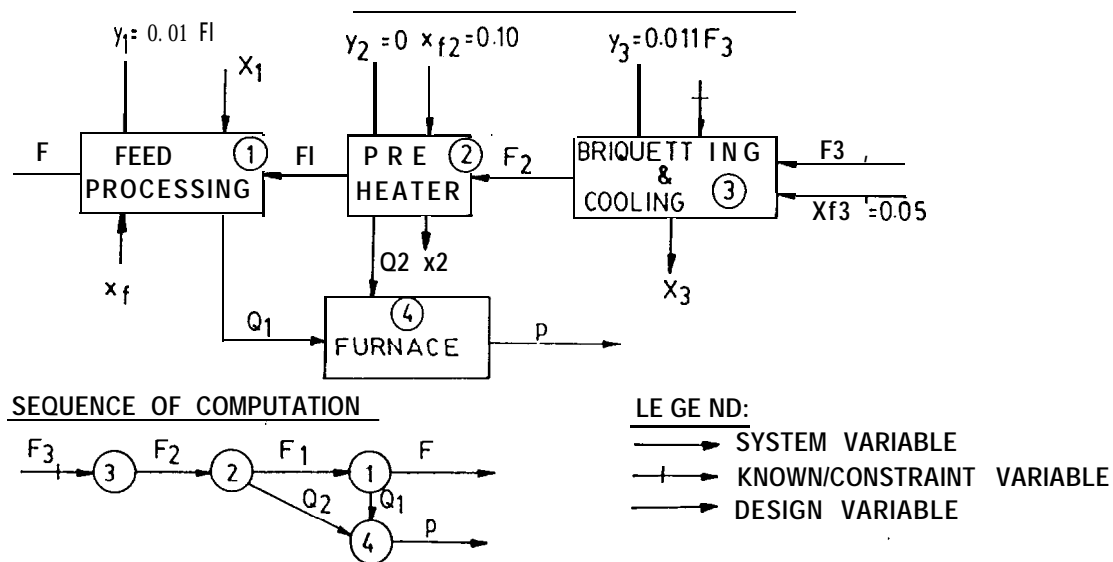 y1= 0.01 Fl
X1
y2 = 0 xf2 = 0.10
y3 = 0.011F3
F
FEED PROCESSING
1
Fl
PRE HEATER
2
F2
BRIQUETT ING & COOLING
3
F3
Xf3 = 0.05
xf
Q2 x2
X3
Q1
4
FURNACE
p
SEQUENCE OF COMPUTATION
F3
3
F2
2
F1
1
F
Q2
Q1
4
p
LE GE ND:
SYSTEM VARIABLE
KNOWN/CONSTRAINT VARIABLE
DESIGN VARIABLE